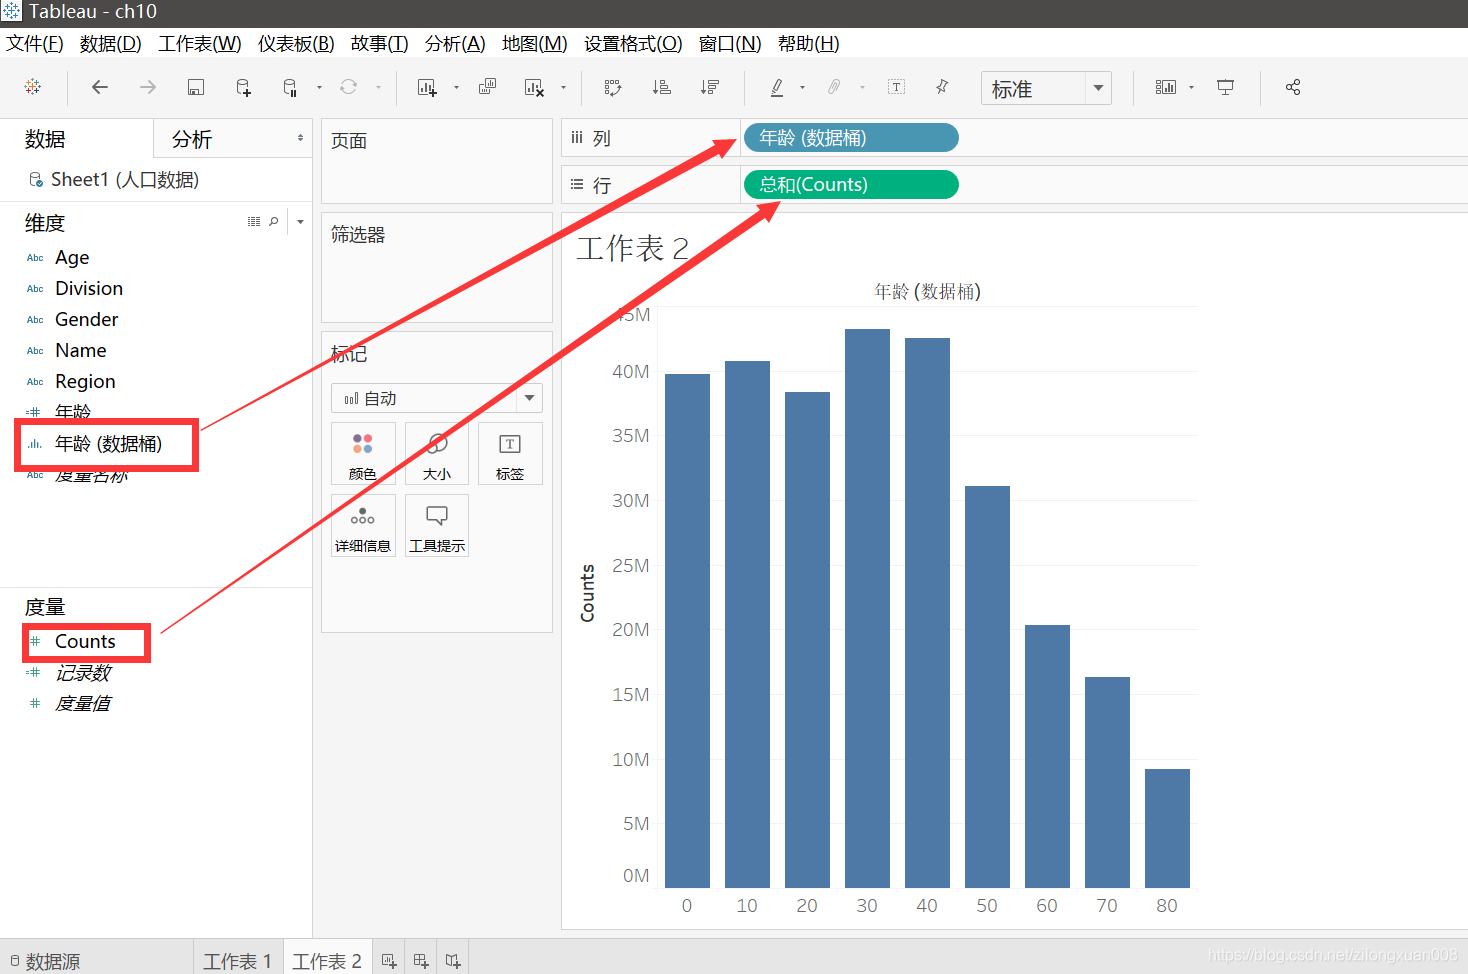 Tableau - ch10
文件(F) 数据(D) 工作表(W) 仪表板(B) 故事(T) 分析(A) 地图(M) 设置格式(O) 窗口(N) 帮助(H)
标准
数据 分析
Sheet1 (人口数据)
维度
Abc Age
Abc Division
Abc Gender
Abc Name
Abc Region
年龄
年龄 (数据桶)
Abc 度量名称
度量
Counts
记录数
度量值
页面
筛选器
标记
自动
颜色 大小 标签
详细信息 工具提示
列 年龄 (数据桶)
行 总和(Counts)
工作表 2
年龄 (数据桶)
45M
40M
35M
30M
25M
20M
15M
10M
5M
0M
Counts
0 10 20 30 40 50 60 70 80
数据源 工作表 1 工作表 2
https://blog.csdn.net/zilongxuan008